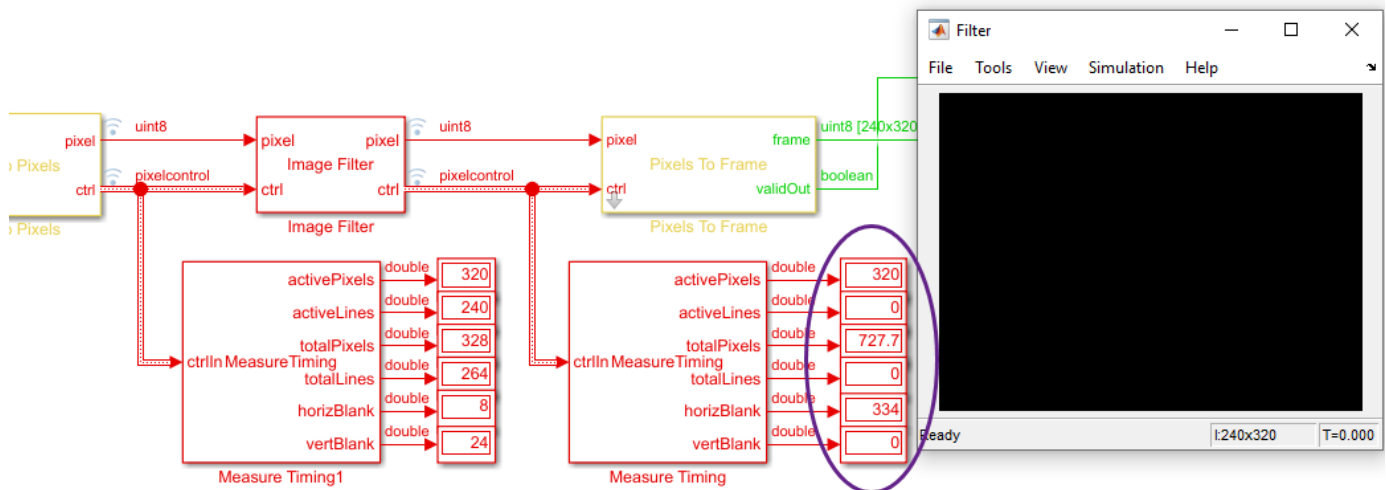 Filter
File Tools View Simulation Help
pixel
o Pixels
ctrl
o Pixels
uint8
pixelcontrol
pixel pixel
Image Filter
ctrl ctrl
Image Filter
uint8
pixelcontrol
pixel
frame
Pixels To Frame
ctrl
validOut
Pixels To Frame
uint8 [240x320
boolean
ctrlIn MeasureTiming
activePixels double 320
activeLines double 240
totalPixels double 328
totalLines double 264
horizBlank double 8
vertBlank double 24
Measure Timing1
ctrlIn MeasureTiming
activePixels double 320
activeLines double 0
totalPixels double 727.7
totalLines double 0
horizBlank double 334
vertBlank double 0
Measure Timing
Ready I:240x320 T=0.000